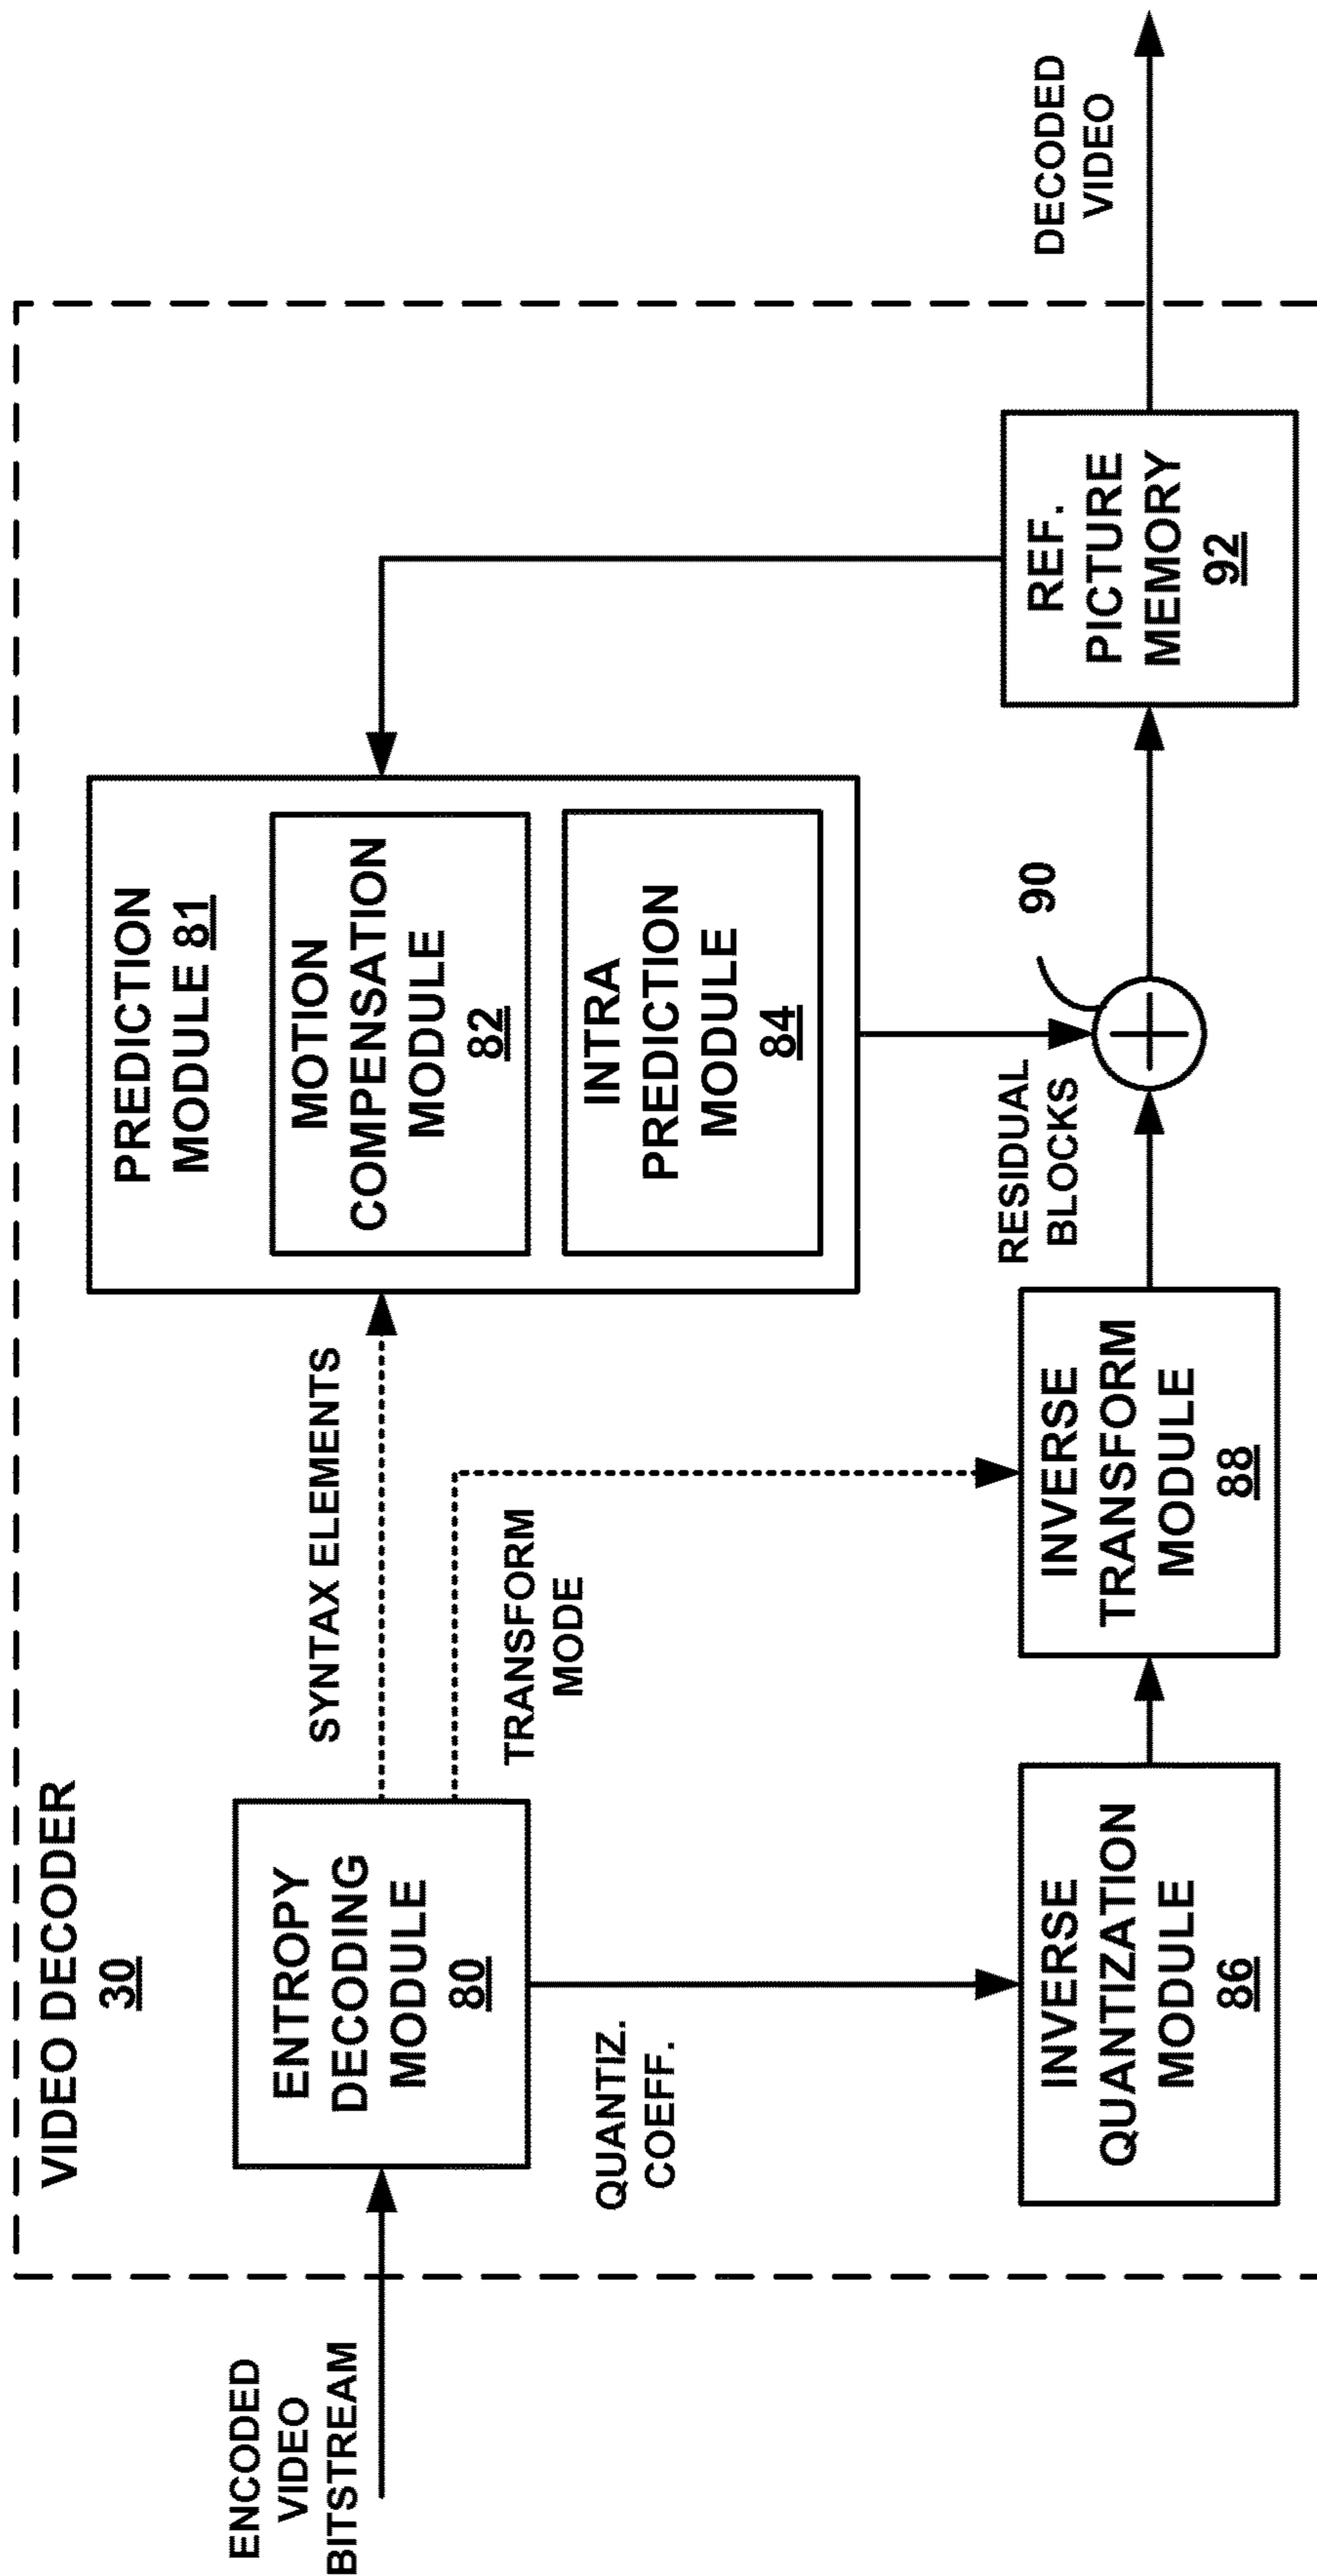 VIDEO DECODER
30
ENCODED
VIDEO
BITSTREAM
ENTROPY
DECODING
MODULE
80
SYNTAX ELEMENTS
TRANSFORM
MODE
QUANTIZ.
COEFF.
PREDICTION
MODULE 81
MOTION
COMPENSATION
MODULE
82
INTRA
PREDICTION
MODULE
84
INVERSE
QUANTIZATION
MODULE
86
INVERSE
TRANSFORM
MODULE
88
RESIDUAL
BLOCKS
90
REF.
PICTURE
MEMORY
92
DECODED
VIDEO